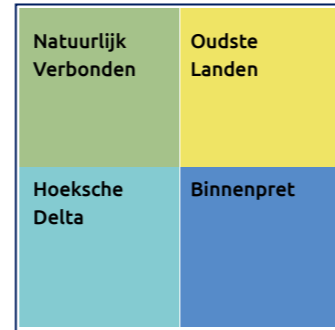 Natuurlijk
Verbonden
Oudste
Landen
Hoeksche
Delta
Binnenpret